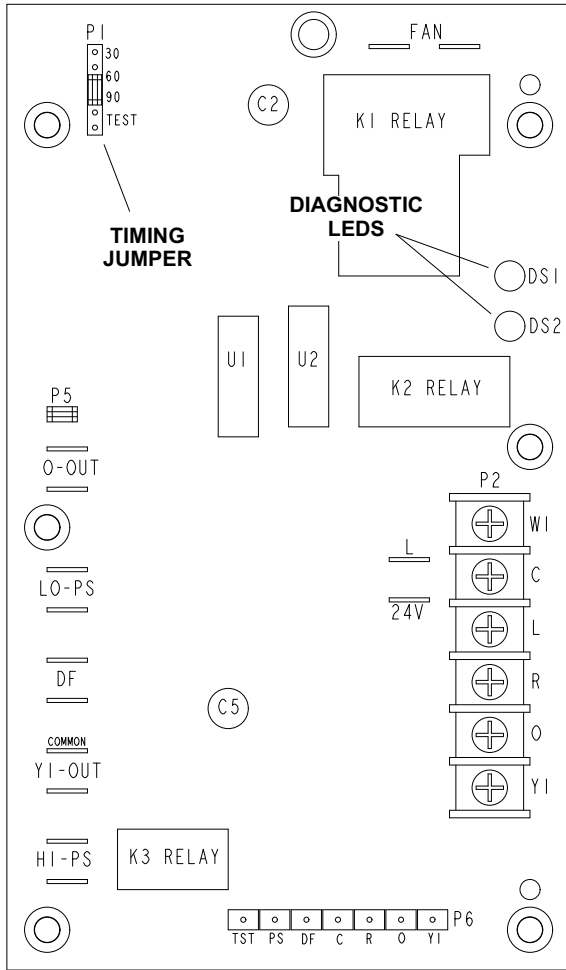 P1
30
60
90
TEST
FAN
C2
K1 RELAY
TIMING
JUMPER
DIAGNOSTIC
LEDS
DS1
DS2
U1
U2
K2 RELAY
P5
O-OUT
P2
W1
C
L
R
O
Y1
L
24V
LO-PS
DF
C5
COMMON
Y1-OUT
HI-PS
K3 RELAY
P6
TST PS DF C R O Y1